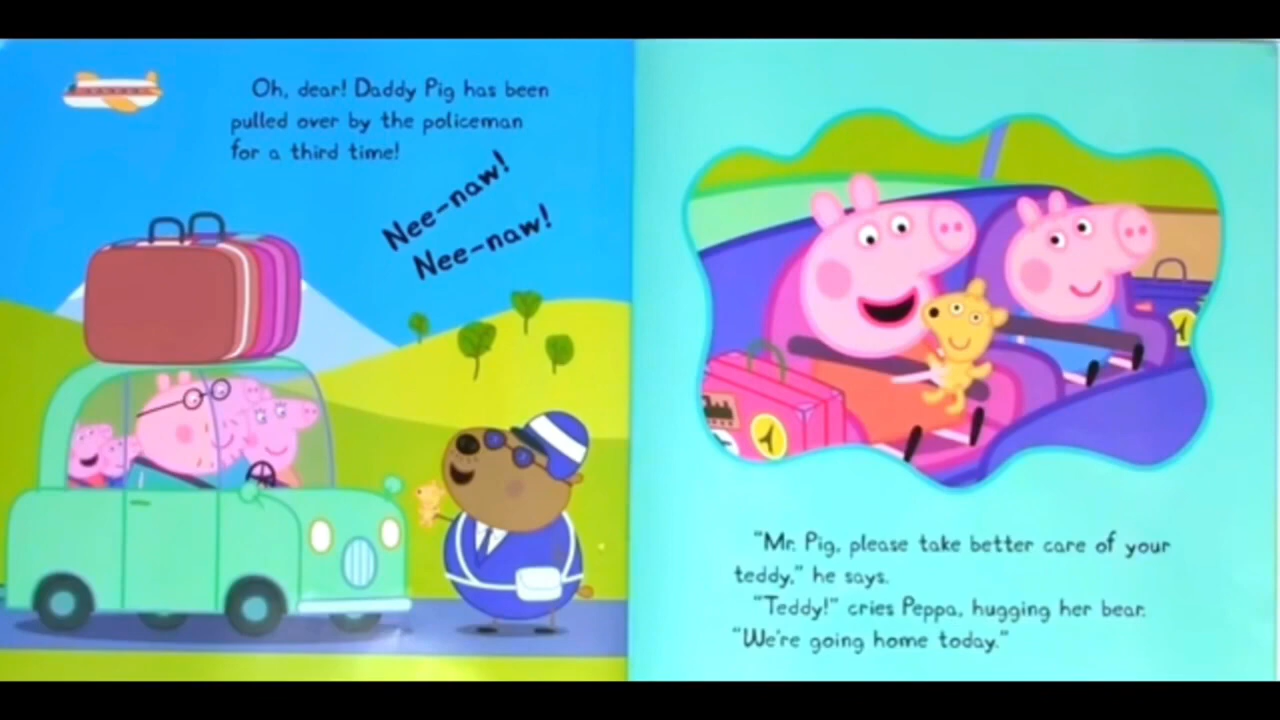 Oh, dear! Daddy Pig has been
pulled over by the policeman
for a third time!
Nee-naw!
Nee-naw!
"Mr. Pig, please take better care of your
teddy," he says.
"Teddy!" cries Peppa, hugging her bear.
"We're going home today."